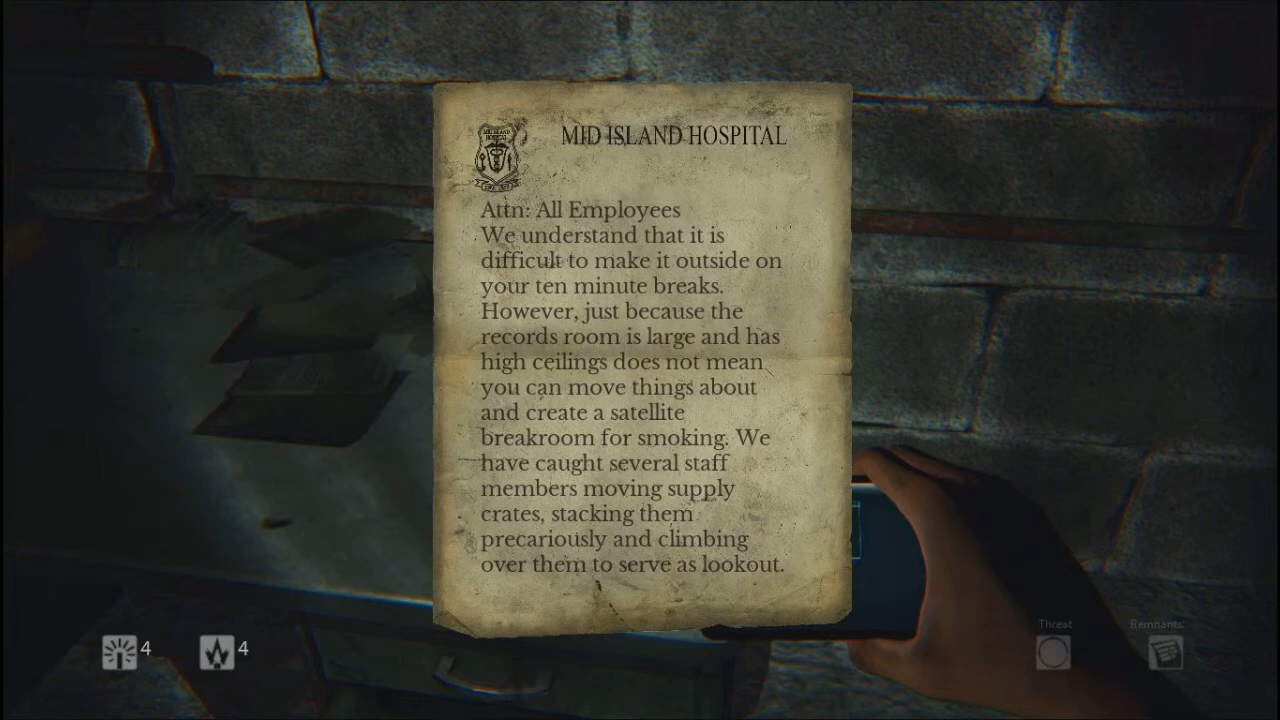 MID ISLAND HOSPITAL
Attn: All Employees
We understand that it is
difficult to make it outside on
your ten minute breaks.
However, just because the
records room is large and has
high ceilings does not mean
you can move things about
and create a satellite
breakroom for smoking. We
have caught several staff
members moving supply
crates, stacking them
precariously and climbing
over them to serve as lookout.
4
4
Threat
Remnants: